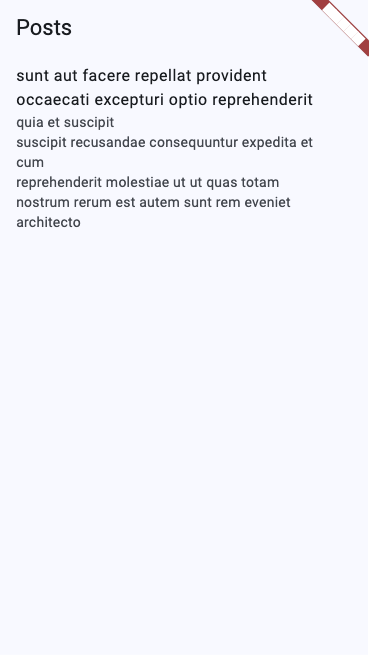 Posts
sunt aut facere repellat provident
occaecati excepturi optio reprehenderit
quia et suscipit
suscipit recusandae consequuntur expedita et
cum
reprehenderit molestiae ut ut quas totam
nostrum rerum est autem sunt rem eveniet
architecto